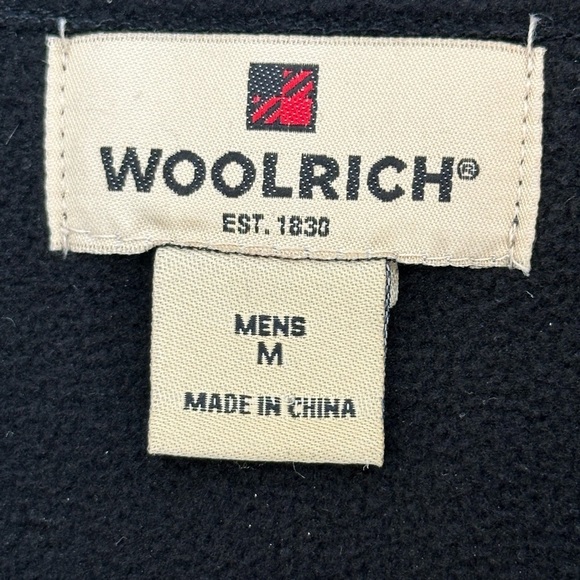 WOOLRICH®
EST. 1830
MENS
M
MADE IN CHINA